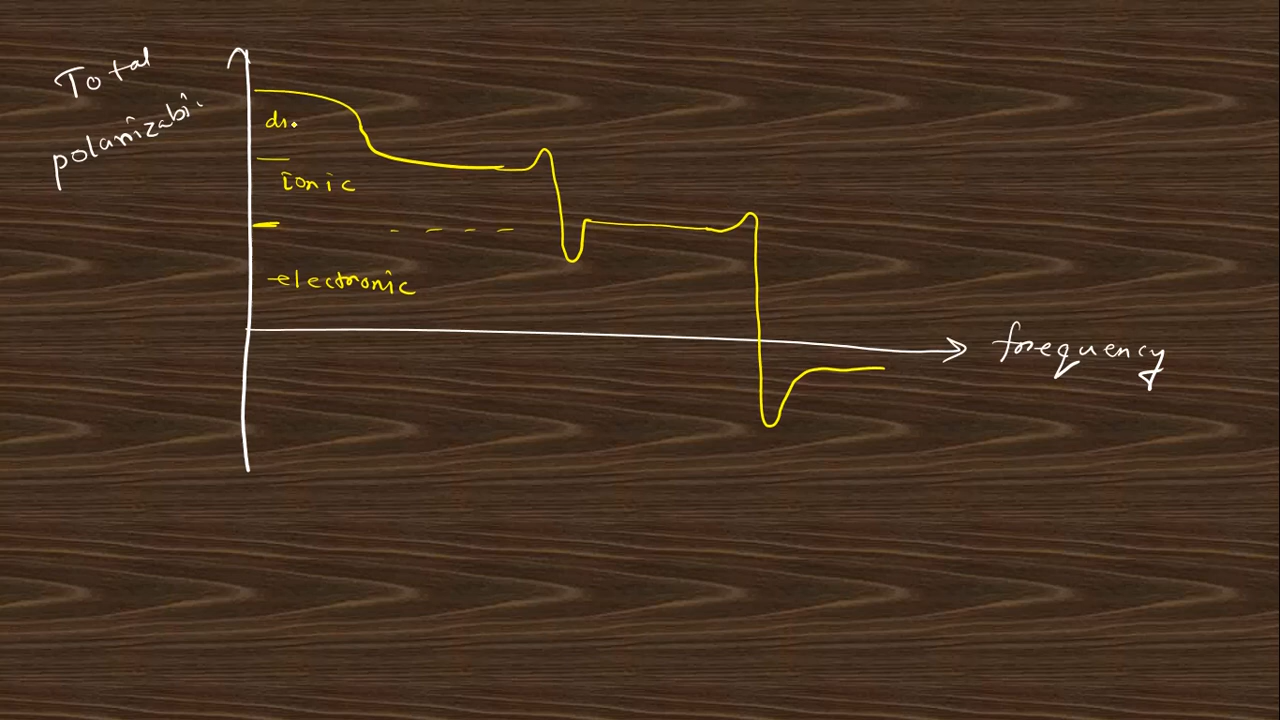 Total
polarizabi
di.
ionic
electronic
frequency